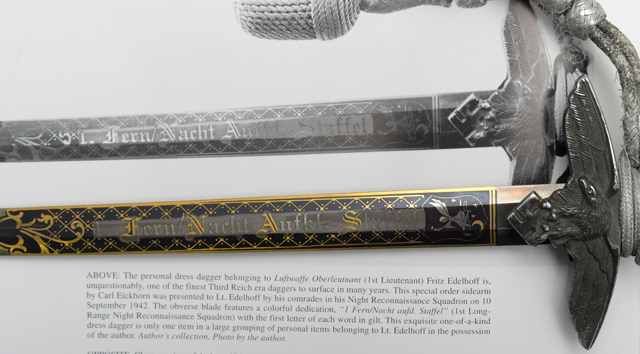 1. Fern/Nacht Aufkl. Staffel
Fern/Nacht Aufkl. Staffel
ABOVE: The personal dress dagger belonging to Luftwaffe Oberleutnant (1st Lieutenant) Fritz Edelhoff is,
unquestionably, one of the finest Third Reich era daggers to surface in many years. This special order sidearm
by Carl Eickhorn was presented to Lt. Edelhoff by his comrades in his Night Reconnaissance Squadron on 10
September 1942. The obverse blade features a colorful dedication, "1 Fern/Nacht aufd. Staffel" (1st Long-
Range Night Reconnaissance Squadron) with the first letter of each word in gilt. This exquisite one-of-a-kind
dress dagger is only one item in a large grouping of personal items belonging to Lt. Edelhoff in the possession
of the author. Author's collection. Photo by the author.